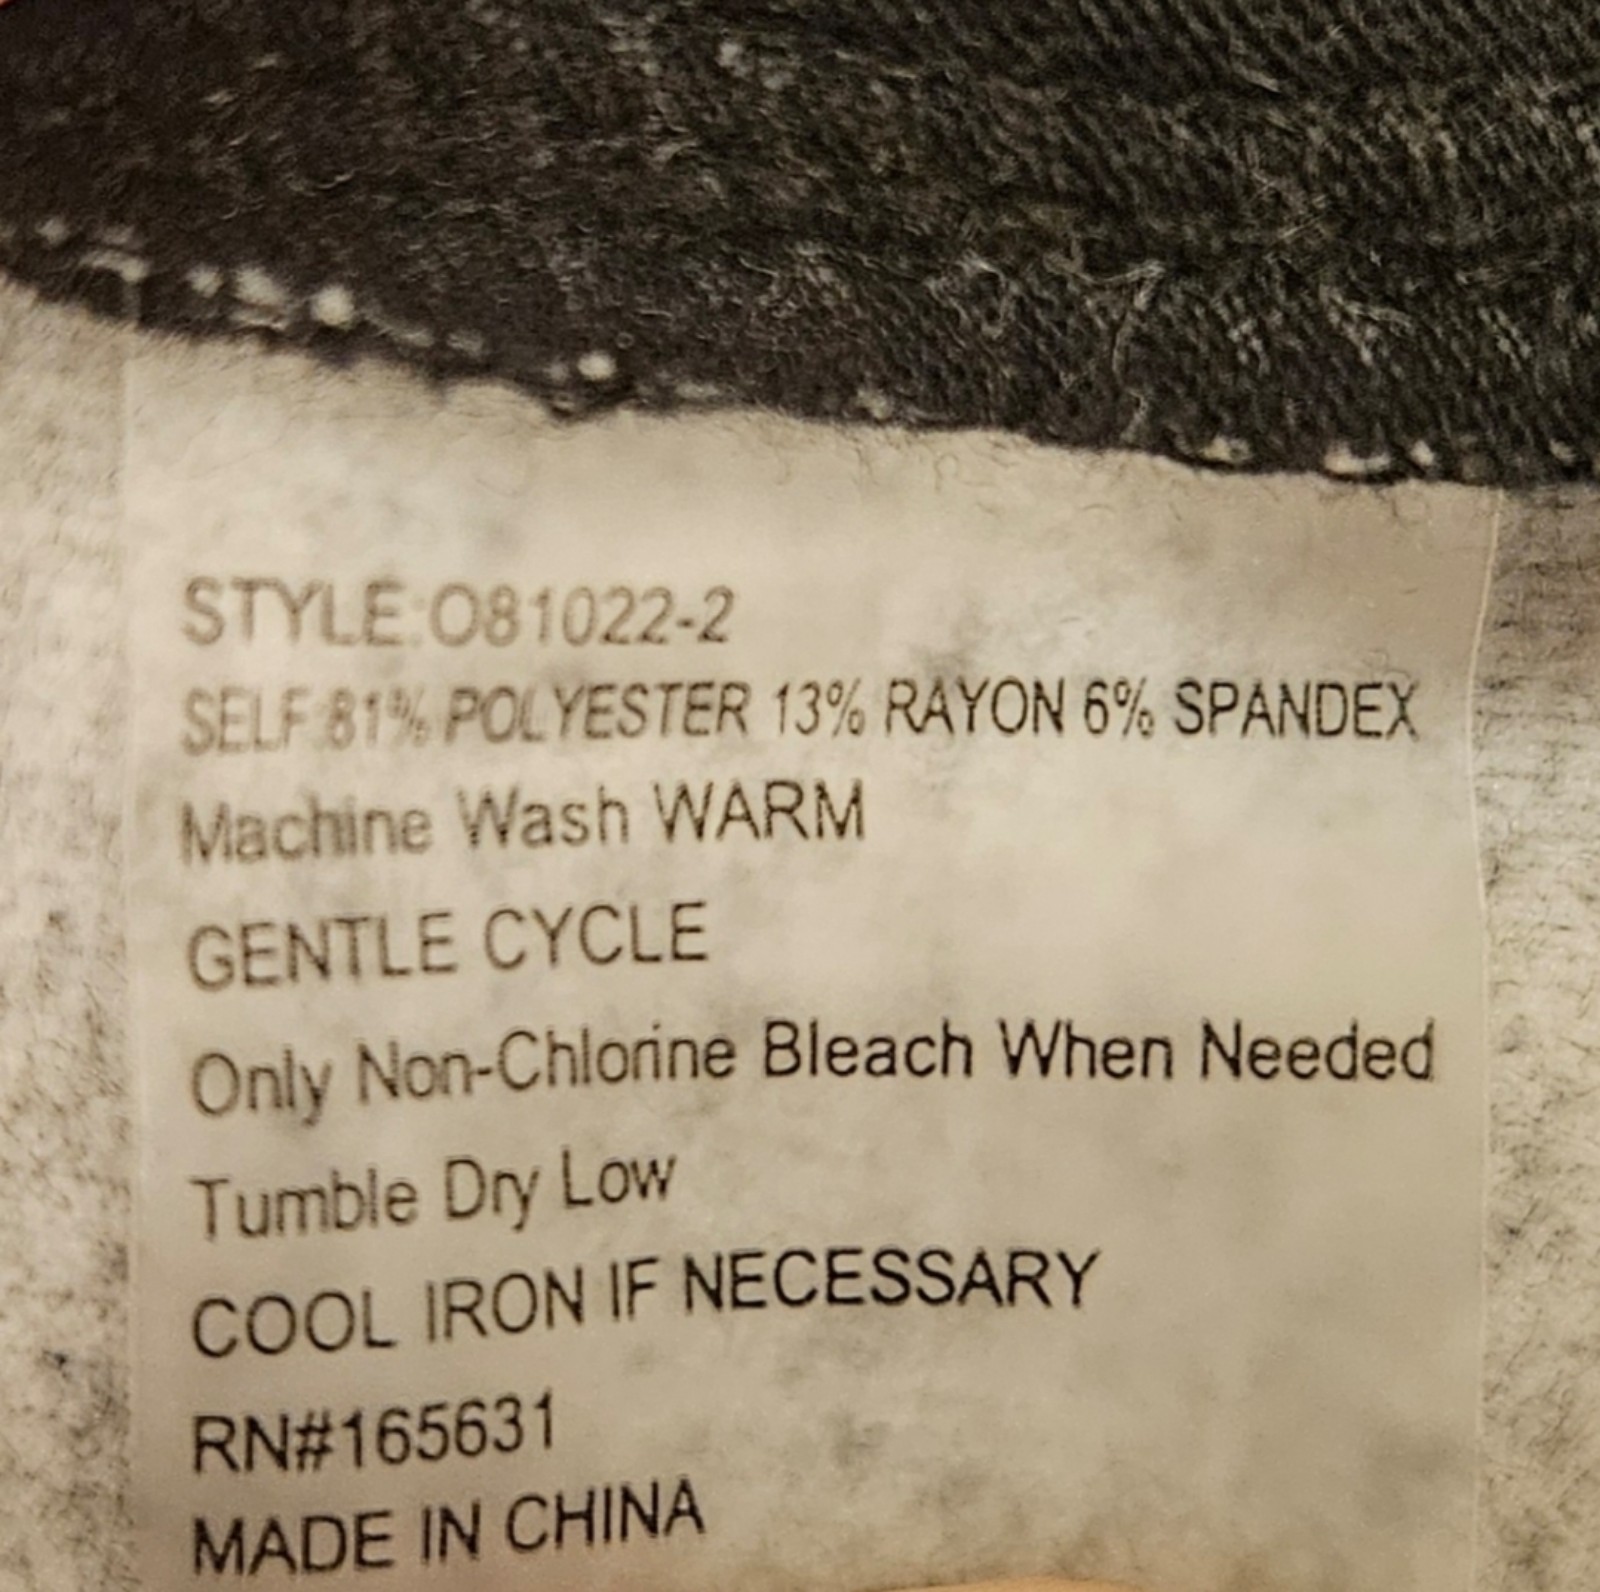 STYLE:O81022-2
SELF:81% POLYESTER 13% RAYON 6% SPANDEX
Machine Wash WARM
GENTLE CYCLE
Only Non-Chlorine Bleach When Needed
Tumble Dry Low
COOL IRON IF NECESSARY
RN#165631
MADE IN CHINA